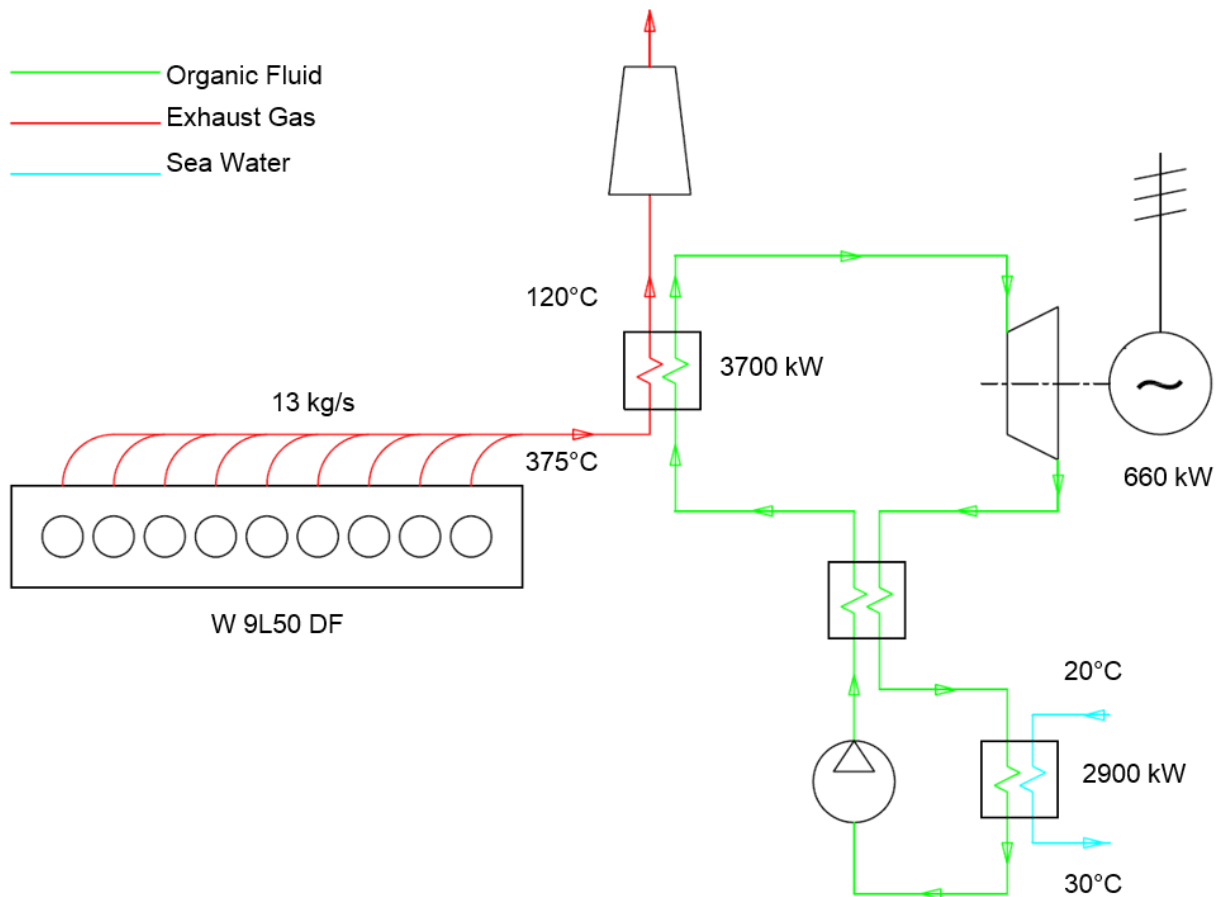 Organic Fluid
Exhaust Gas
Sea Water
120°C
3700 kW
13 kg/s
375°C
660 kW
W 9L50 DF
20°C
2900 kW
30°C